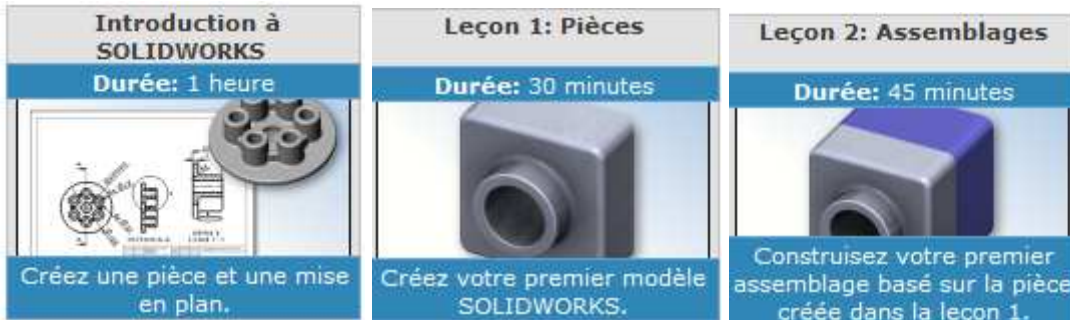 Introduction à
SOLIDWORKS
Durée: 1 heure
Créez une pièce et une mise
en plan.
Leçon 1: Pièces
Durée: 30 minutes
Créez votre premier modèle
SOLIDWORKS.
Leçon 2: Assemblages
Durée: 45 minutes
Construisez votre premier
assemblage basé sur la pièce
créée dans la leçon 1.